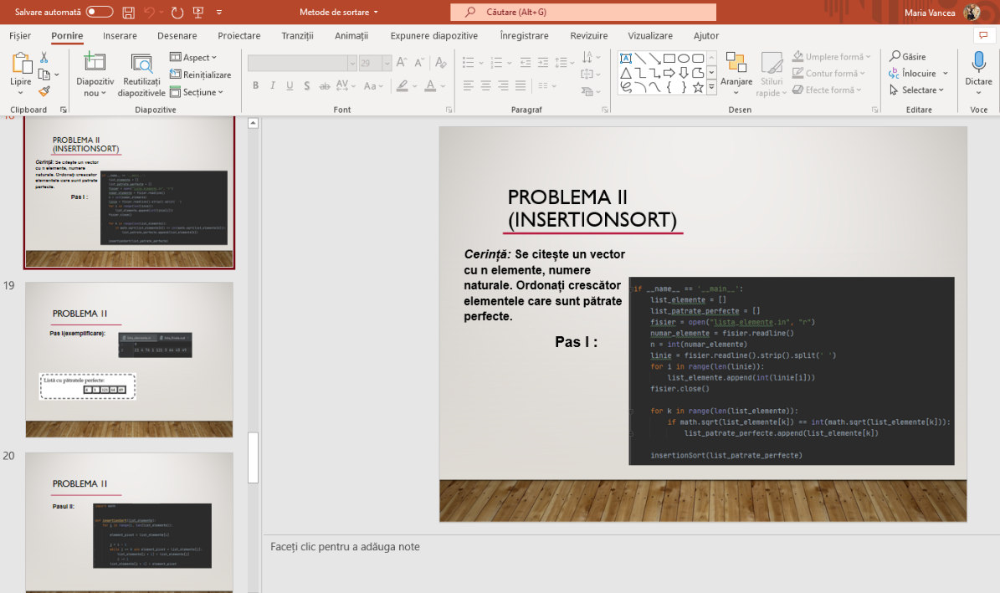 Salvare automată
Metode de sortare
Căutare (Alt+G)
Maria Vancea
Fișier Pornire Inserare Desenare Proiectare Tranziții Animații Expunere diapozitive Înregistrare Revizuire Vizualizare Ajutor
Lipire
Clipboard
Diapozitiv
nou
Reutilizați
diapozitivele
Aspect
Reinițializare
Secțiune
Diapozitive
29
Font
Paragraf
Aranjare
Stiluri
rapide
Umplere formă
Contur formă
Efecte formă
Desen
Găsire
Înlocuire
Selectare
Editare
Dictare
Voce
PROBLEMA II
(INSERTIONSORT)
Cerință: Se citește un vector
cu n elemente, numere
naturale. Ordonați crescător
elementele care sunt pătrate
perfecte.
Pas I :
19
PROBLEMA II
Pas I(exemplificare):
Listă cu pătratele perfecte:
20
PROBLEMA II
Pasul II:
import math
PROBLEMA II
(INSERTIONSORT)
Cerință: Se citește un vector
cu n elemente, numere
naturale. Ordonați crescător
elementele care sunt pătrate
perfecte.
Pas I :
if __name__ == '__main__':
list_elemente = []
list_patrate_perfecte = []
fisier = open("lista_elemente.in", "r")
numar_elemente = fisier.readline()
n = int(numar_elemente)
linie = fisier.readline().strip().split(' ')
for i in range(len(linie)):
list_elemente.append(int(linie[i]))
fisier.close()
for k in range(len(list_elemente)):
if math.sqrt(list_elemente[k]) == int(math.sqrt(list_elemente[k])):
list_patrate_perfecte.append(list_elemente[k])
insertionSort(list_patrate_perfecte)
Faceți clic pentru a adăuga note